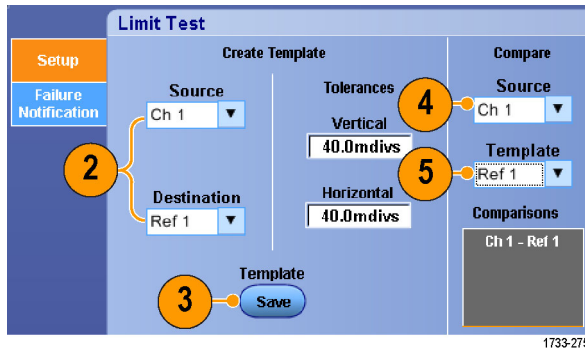 Limit Test
Setup
Failure
Notification
Create Template
Source
Ch 1
2
Destination
Ref 1
Tolerances
Vertical
40.0mdivs
Horizontal
40.0mdivs
3
Template
Save
Compare
4
Source
Ch 1
5
Template
Ref 1
Comparisons
Ch 1 - Ref 1